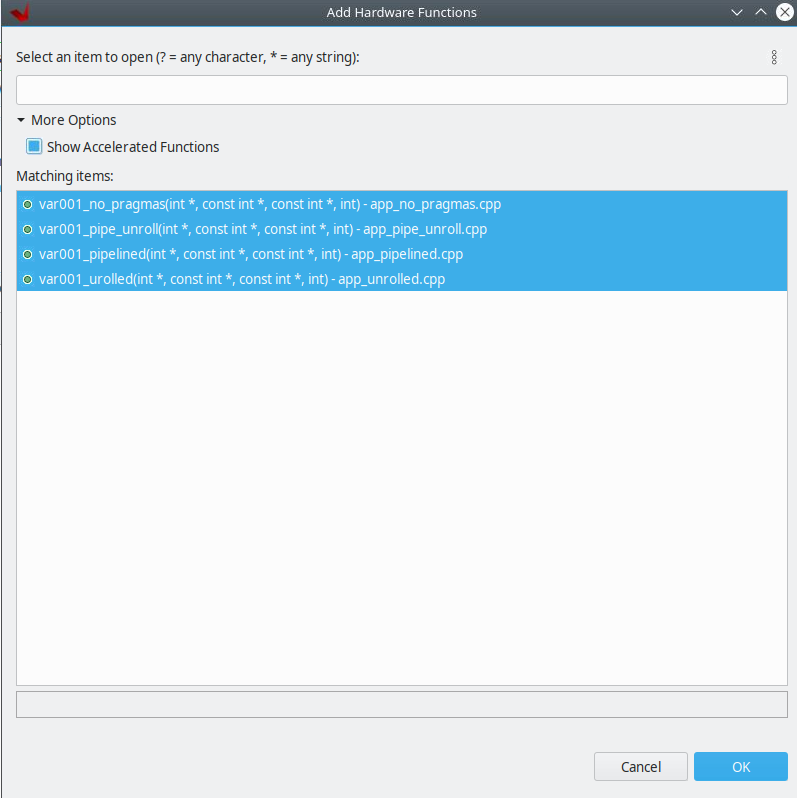 Add Hardware Functions
Select an item to open (? = any character, * = any string):
More Options
Show Accelerated Functions
Matching items:
var001_no_pragmas(int *, const int *, const int *, int) - app_no_pragmas.cpp
var001_pipe_unroll(int *, const int *, const int *, int) - app_pipe_unroll.cpp
var001_pipelined(int *, const int *, const int *, int) - app_pipelined.cpp
var001_urolled(int *, const int *, const int *, int) - app_unrolled.cpp
Cancel
OK